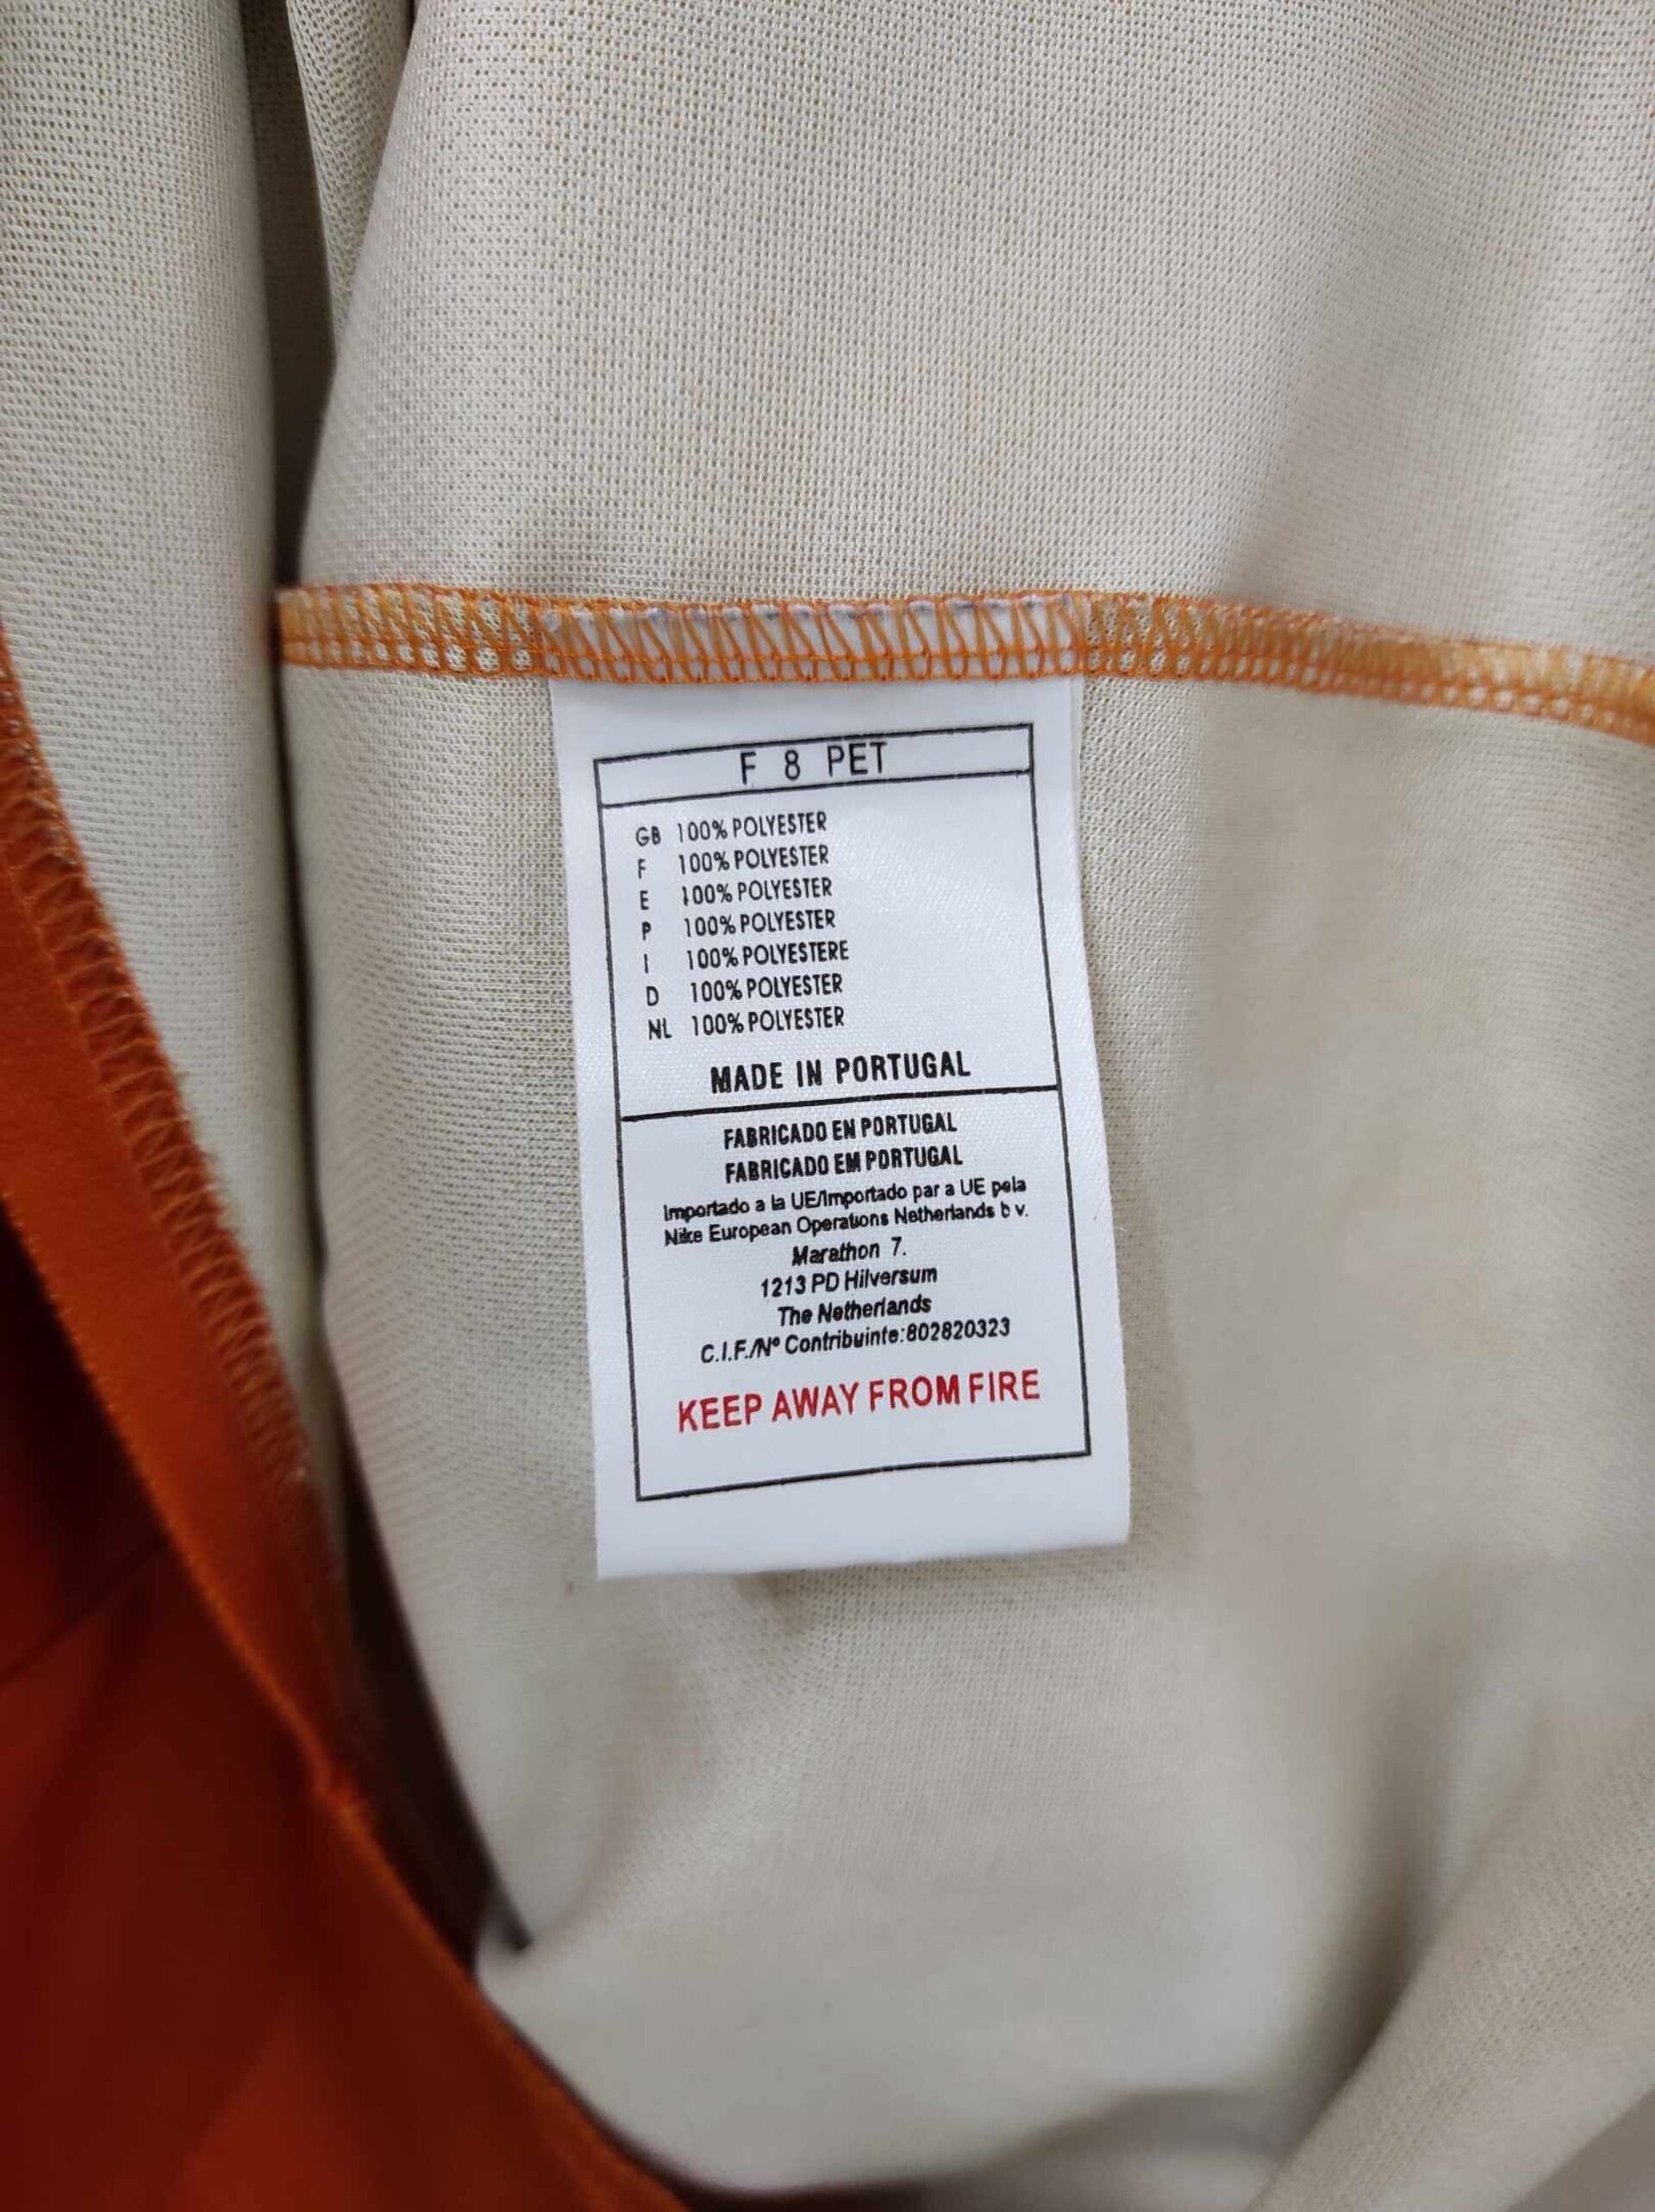 F 8 PET
GB 100% POLYESTER
F 100% POLYESTER
E 100% POLYESTER
P 100% POLYESTER
I 100% POLYESTERE
D 100% POLYESTER
NL 100% POLYESTER
MADE IN PORTUGAL
FABRICADO EN PORTUGAL
FABRICADO EM PORTUGAL
Importado a la UE/Importado par a UE pela
Nike European Operations Netherlands b v.
Marathon 7.
1213 PD Hilversum
The Netherlands
C.I.F./Nº Contribuinte:802820323
KEEP AWAY FROM FIRE